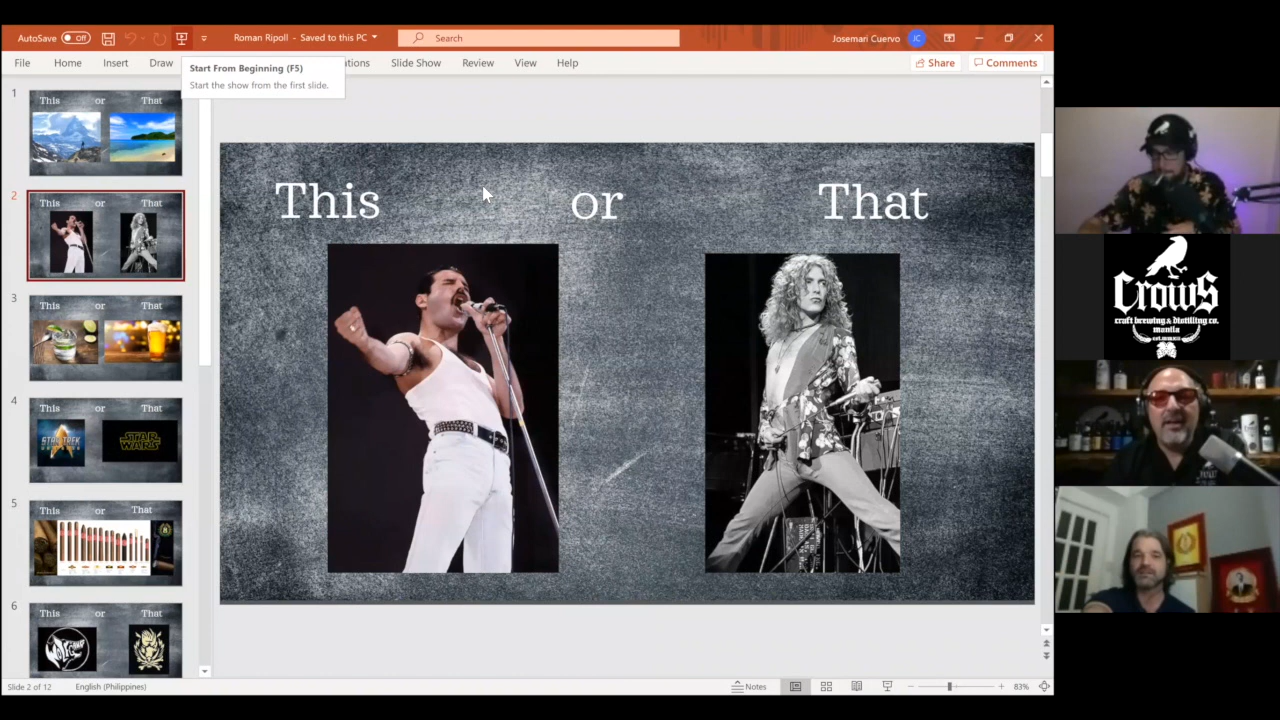 AutoSave Off
Roman Ripoll - Saved to this PC
Search
Josemari Cuervo JC
File Home Insert Draw
ations Slide Show Review View Help
Share Comments
Start From Beginning (F5)
Start the show from the first slide.
1
This or That
2
This or That
3
This or That
4
This or That
STAR TREK
STAR WARS
5
This or That
6
This or That
This or That
CROWS
craft brewing & distilling co.
manila
Slide 2 of 12 English (Philippines)
Notes
83%